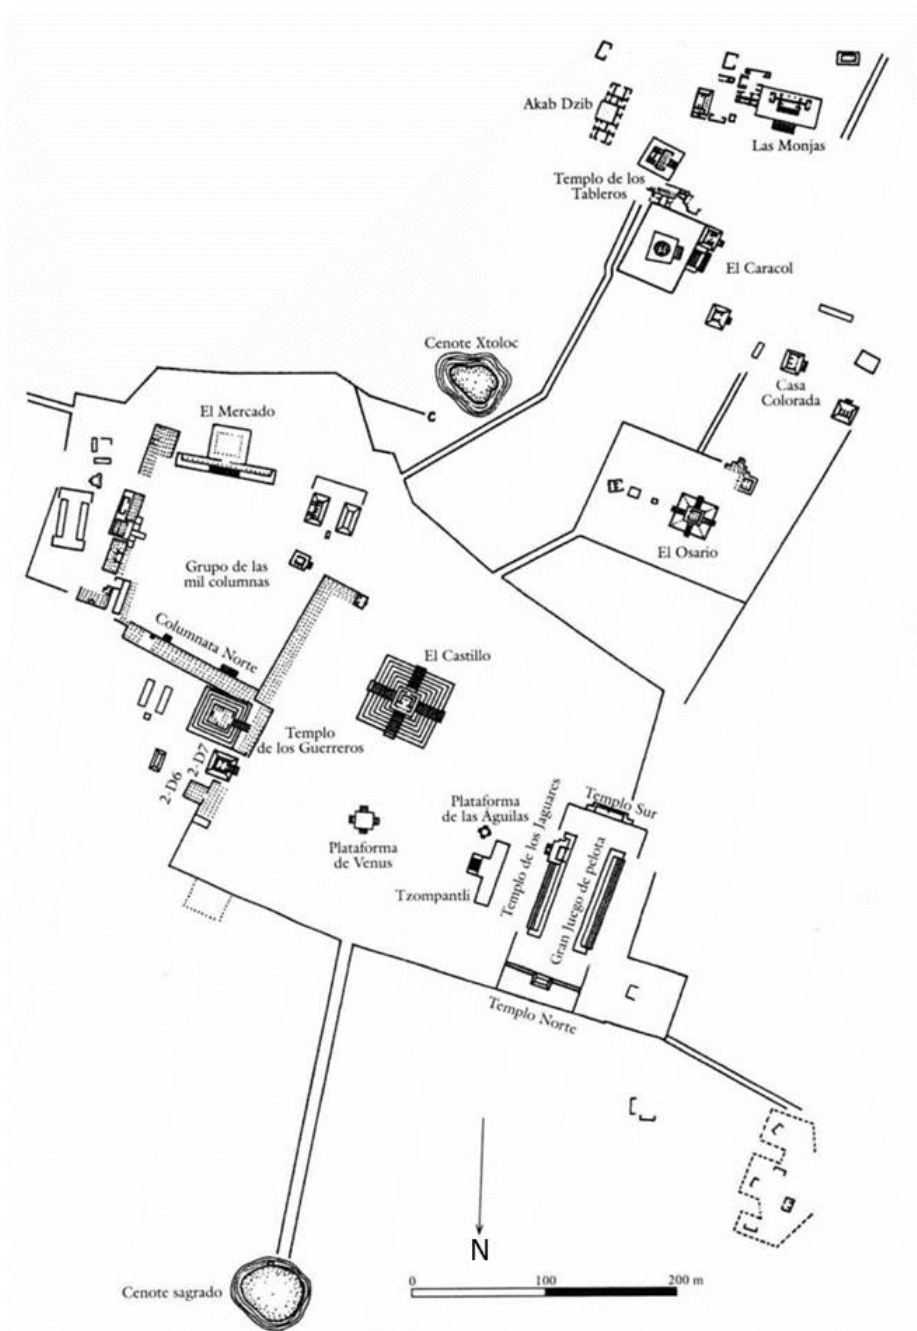 Akab Dzib
Las Monjas
Templo de los
Tableros
El Caracol
Cenote Xtoloc
Casa
Colorada
El Mercado
El Osario
Grupo de las
mil columnas
Columnata Norte
El Castillo
Templo
de los Guerreros
2-D7
2-D6
Plataforma
de las Águilas
Templo Sur
Plataforma
de Venus
Templo de los Jaguares
Gran Juego de pelota
Tzompantli
Templo Norte
N
Cenote sagrado
0 100 200 m